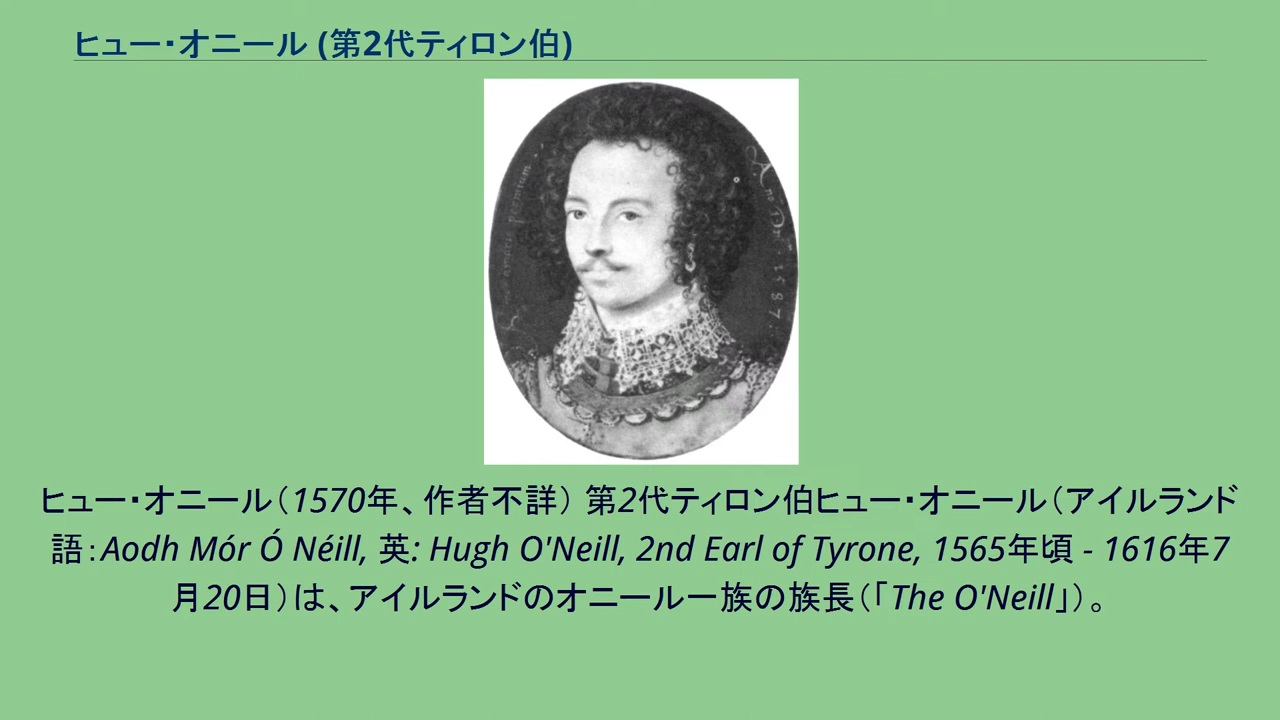 ヒュー・オニール (第2代ティロン伯)
ヒュー・オニール（1570年、作者不詳） 第2代ティロン伯ヒュー・オニール（アイルランド
語：Aodh Mór Ó Néill, 英: Hugh O'Neill, 2nd Earl of Tyrone, 1565年頃 - 1616年7
月20日）は、アイルランドのオニール一族の族長（「The O'Neill」）。